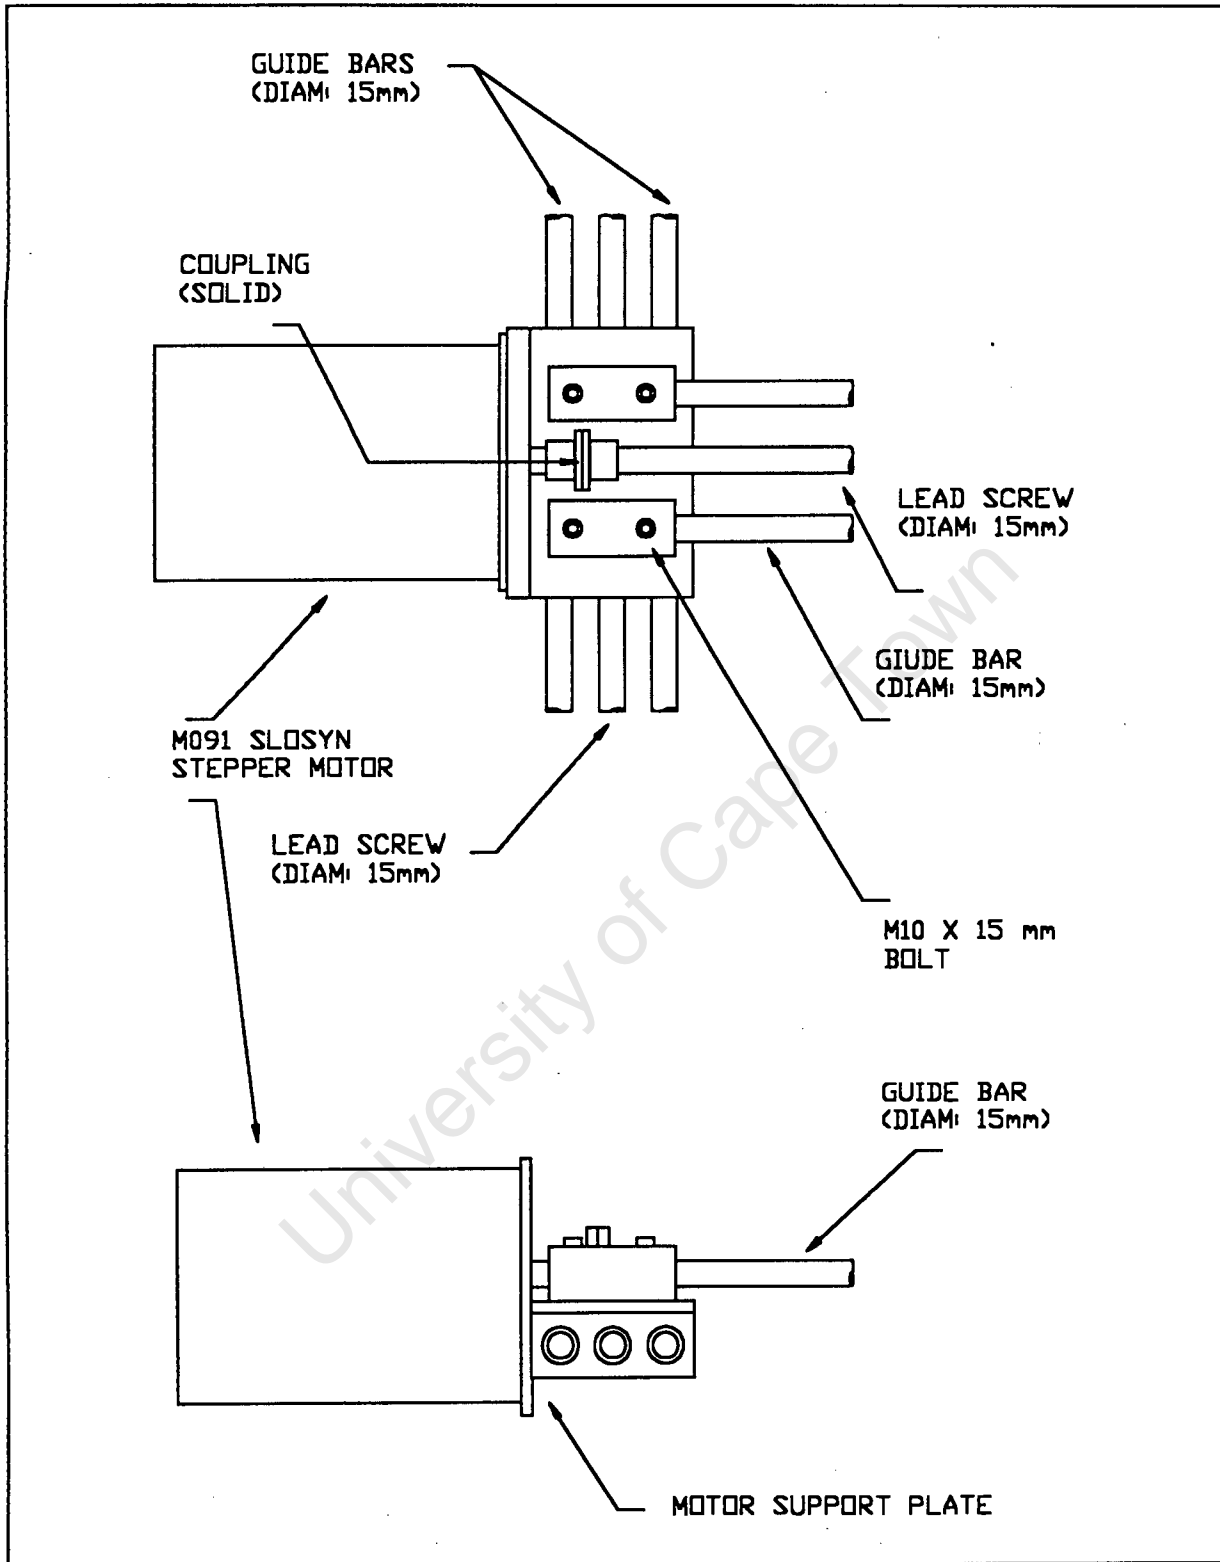 GUIDE BARS
(DIAM: 15mm)
COUPLING
(SOLID)
LEAD SCREW
(DIAM: 15mm)
GIUDE BAR
(DIAM: 15mm)
M091 SLOSYN
STEPPER MOTOR
LEAD SCREW
(DIAM: 15mm)
M10 X 15 mm
BOLT
GUIDE BAR
(DIAM: 15mm)
MOTOR SUPPORT PLATE
University of Cape Town